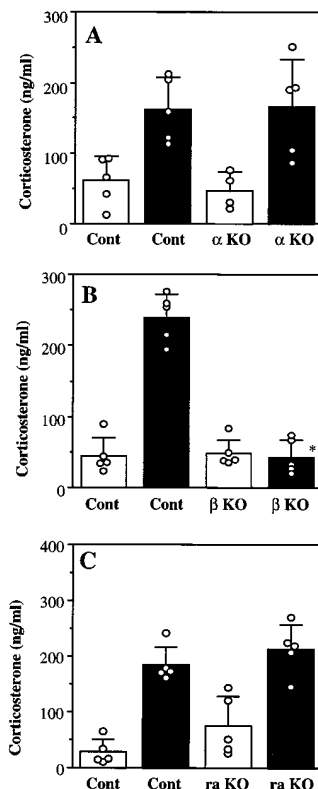 A
Corticosterone (ng/ml)
300
200
100
0
Cont Cont α KO α KO
B
Corticosterone (ng/ml)
300
200
100
0
*
Cont Cont β KO β KO
C
Corticosterone (ng/ml)
400
300
200
100
0
Cont Cont ra KO ra KO